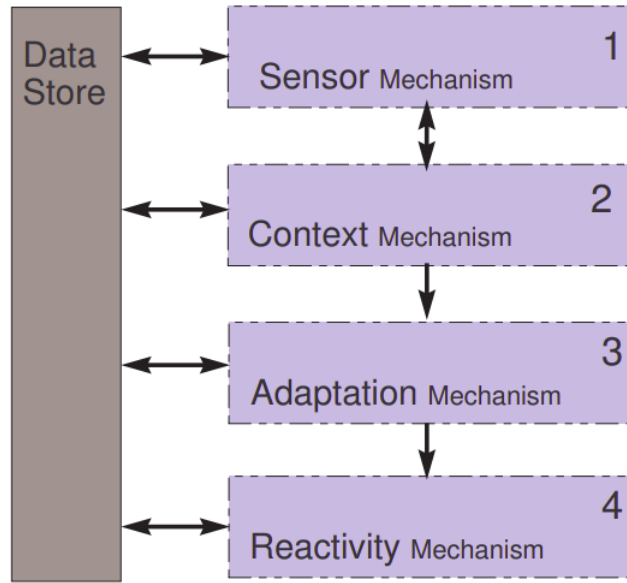 Data
Store
1
Sensor Mechanism
2
Context Mechanism
3
Adaptation Mechanism
4
Reactivity Mechanism